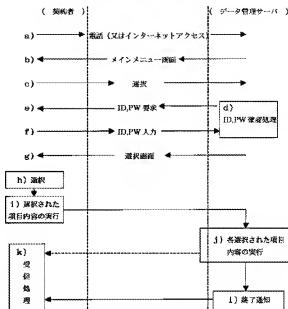 ( 契約者 )
( データ管理サーバ )
a) 電話(又はインターネットアクセス)
b) メインメニュー画面
c) 選択
e) ID,PW 要求
d)
ID,PW 確認処理
f) ID,PW 入力
g) 選択画面
h) 選択
i) 選択された
項目内容の実行
j) 各選択された項目
内容の実行
k)
受
信
処
理
l) 終了通知